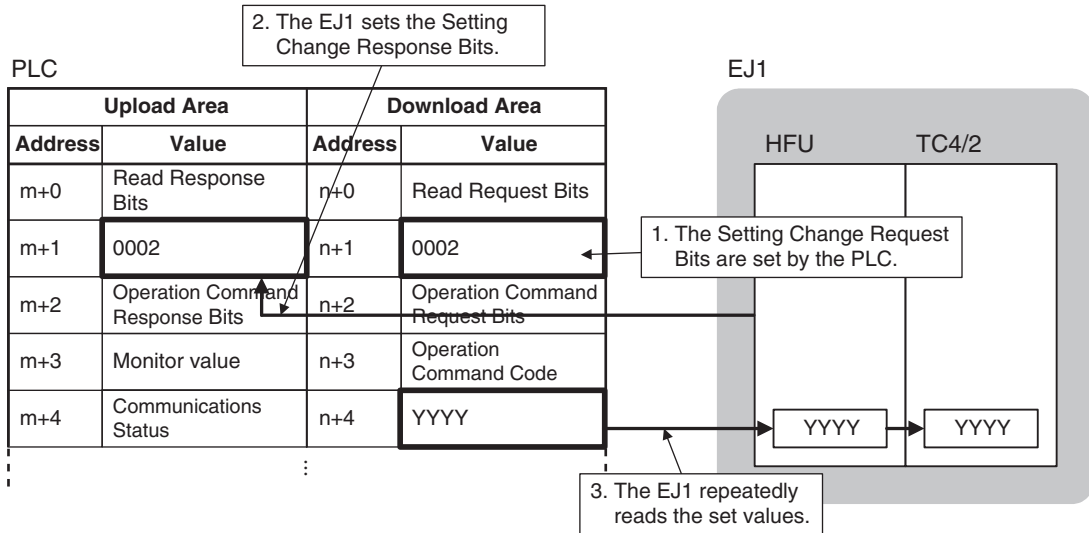 2. The EJ1 sets the Setting
Change Response Bits.
PLC
EJ1
Upload Area
Download Area
Address
Value
Address
Value
HFU
TC4/2
m+0
Read Response
Bits
n+0
Read Request Bits
m+1
0002
n+1
0002
1. The Setting Change Request
Bits are set by the PLC.
m+2
Operation Command
Response Bits
n+2
Operation Command
Request Bits
m+3
Monitor value
n+3
Operation
Command Code
m+4
Communications
Status
n+4
YYYY
YYYY
YYYY
3. The EJ1 repeatedly
reads the set values.